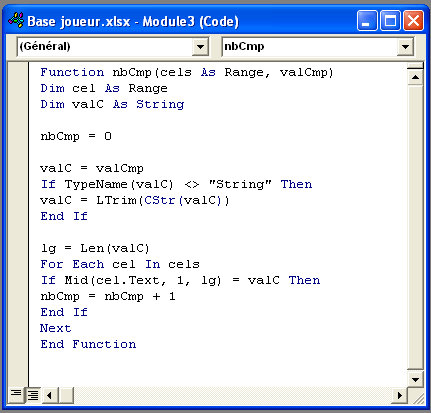 Base joueur.xlsx - Module3 (Code)
(Général)
nbCmp
Function nbCmp(cels As Range, valCmp)
Dim cel As Range
Dim valC As String
nbCmp = 0
valC = valCmp
If TypeName(valC) <> "String" Then
valC = LTrim(CStr(valC))
End If
lg = Len(valC)
For Each cel In cels
If Mid(cel.Text, 1, lg) = valC Then
nbCmp = nbCmp + 1
End If
Next
End Function